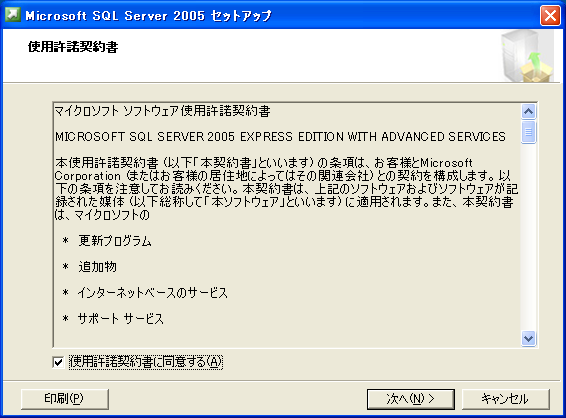 Microsoft SQL Server 2005 セットアップ
使用許諾契約書
マイクロソフト ソフトウェア使用許諾契約書
MICROSOFT SQL SERVER 2005 EXPRESS EDITION WITH ADVANCED SERVICES
本使用許諾契約書 (以下「本契約書」といいます) の条項は、お客様とMicrosoft
Corporation (またはお客様の居住地によってはその関連会社) との契約を構成します。以
下の条項を注意してお読みください。本契約書は、上記のソフトウェアおよびソフトウェアが記
録された媒体 (以下総称して「本ソフトウェア」といいます) に適用されます。また、本契約書
は、マイクロソフトの
* 更新プログラム
* 追加物
* インターネットベースのサービス
* サポート サービス
使用許諾契約書に同意する(A)
印刷(P)
次へ(N) >
キャンセル